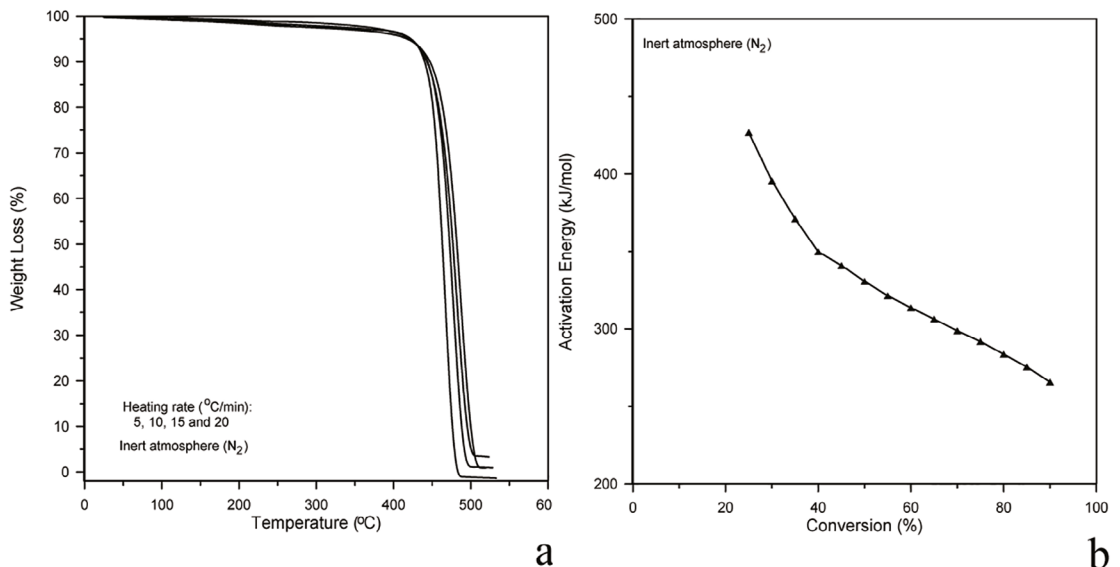 100
90
80
70
60
50
40
30
20
10
0
Weight Loss (%)
Heating rate (°C/min):
5, 10, 15 and 20
Inert atmosphere (N₂)
0 100 200 300 400 500 60
Temperature (ºC)
a
500
400
300
200
Activation Energy (kJ/mol)
Inert atmosphere (N₂)
0 20 40 60 80 100
Conversion (%)
b